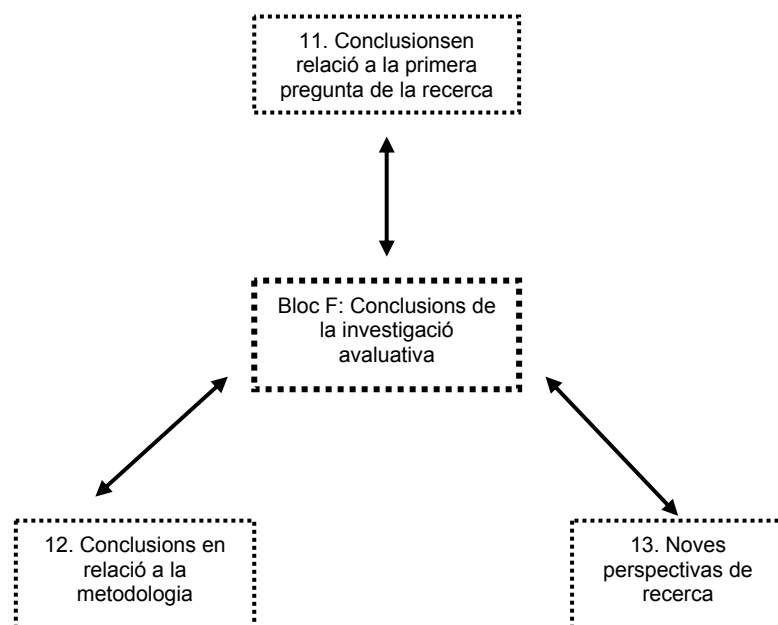 11. Conclusionsen
relació a la primera
pregunta de la recerca
Bloc F: Conclusions de
la investigació
avaluativa
12. Conclusions en
relació a la
metodologia
13. Noves
perspectivas de
recerca